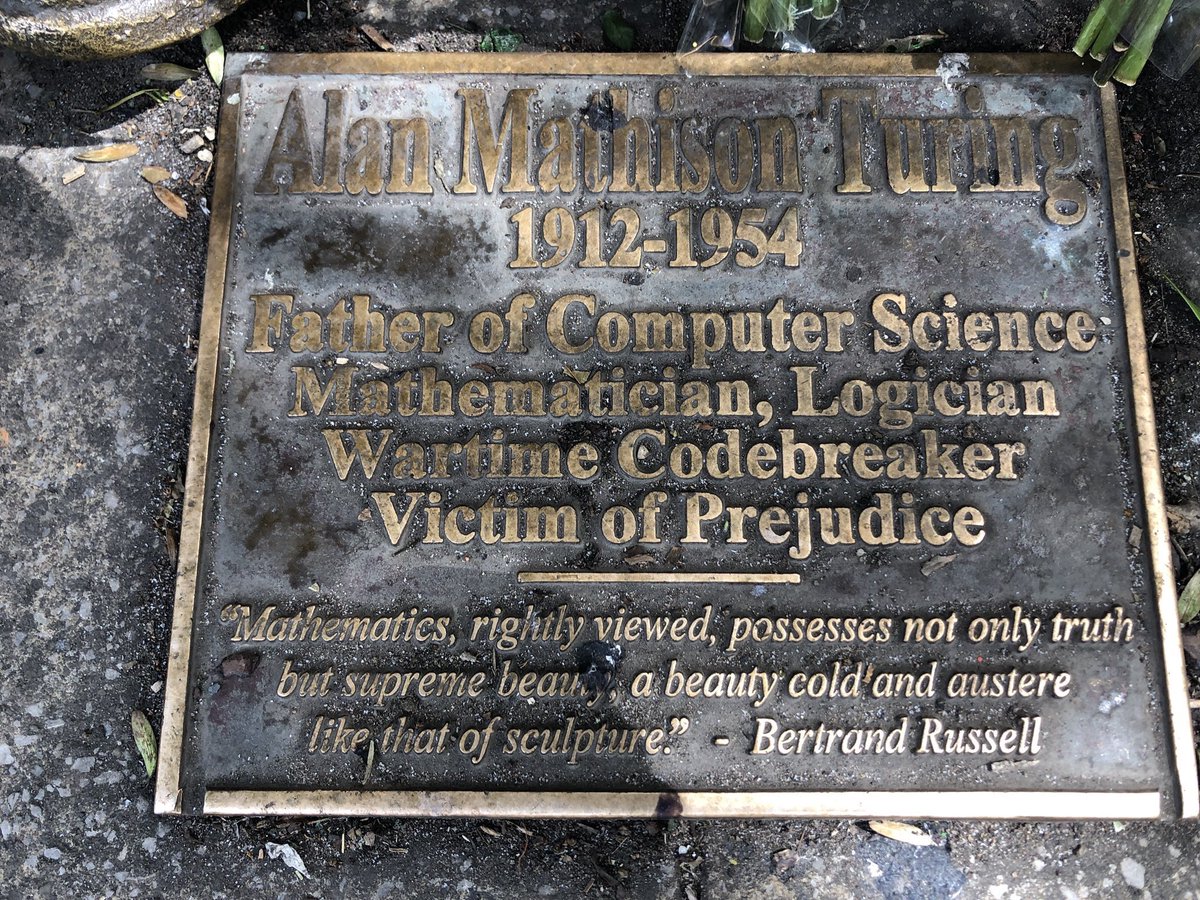 Alan Mathison Turing
1912-1954
Father of Computer Science
Mathematician, Logician
Wartime Codebreaker
Victim of Prejudice
“Mathematics, rightly viewed, possesses not only truth
but supreme beauty, a beauty cold and austere
like that of sculpture.” - Bertrand Russell